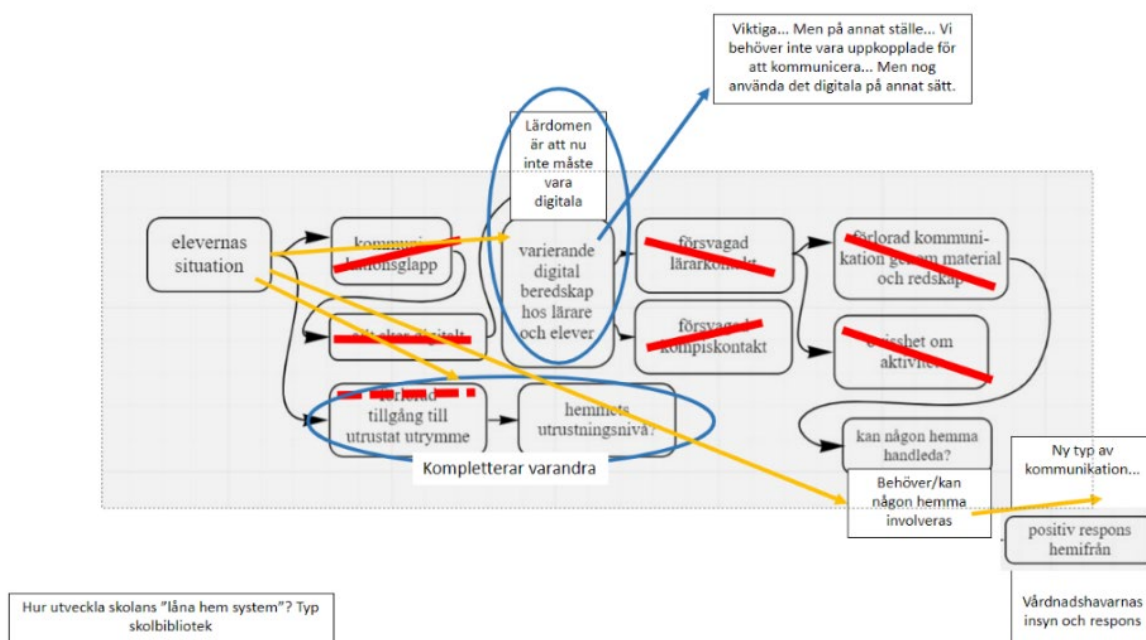 Viktiga... Men på annat ställe... Vi
behöver inte vara uppkopplade för
att kommunicera... Men nog
använda det digitala på annat sätt.
Lärdomen
är att nu
inte måste
vara
digitala
elevernas
situation
kommuni-
kationsglapp
varierande
digital
beredskap
hos lärare
och elever
försvagad
lärarkontakt
förlorad kommuni-
kation genom material
och redskap
digitalt
försvagad
kompiskontakt
ovisshet om
aktivitet
förlorad
tillgång till
utrustat utrymme
hemmets
utrustningsnivå?
Kompletterar varandra
kan någon hemma
handleda?
Behöver/kan
någon hemma
involveras
Ny typ av
kommunikation...
positiv respons
hemifrån
Vårdnadshavarnas
insyn och respons
Hur utveckla skolans ”låna hem system”? Typ
skolbibliotek